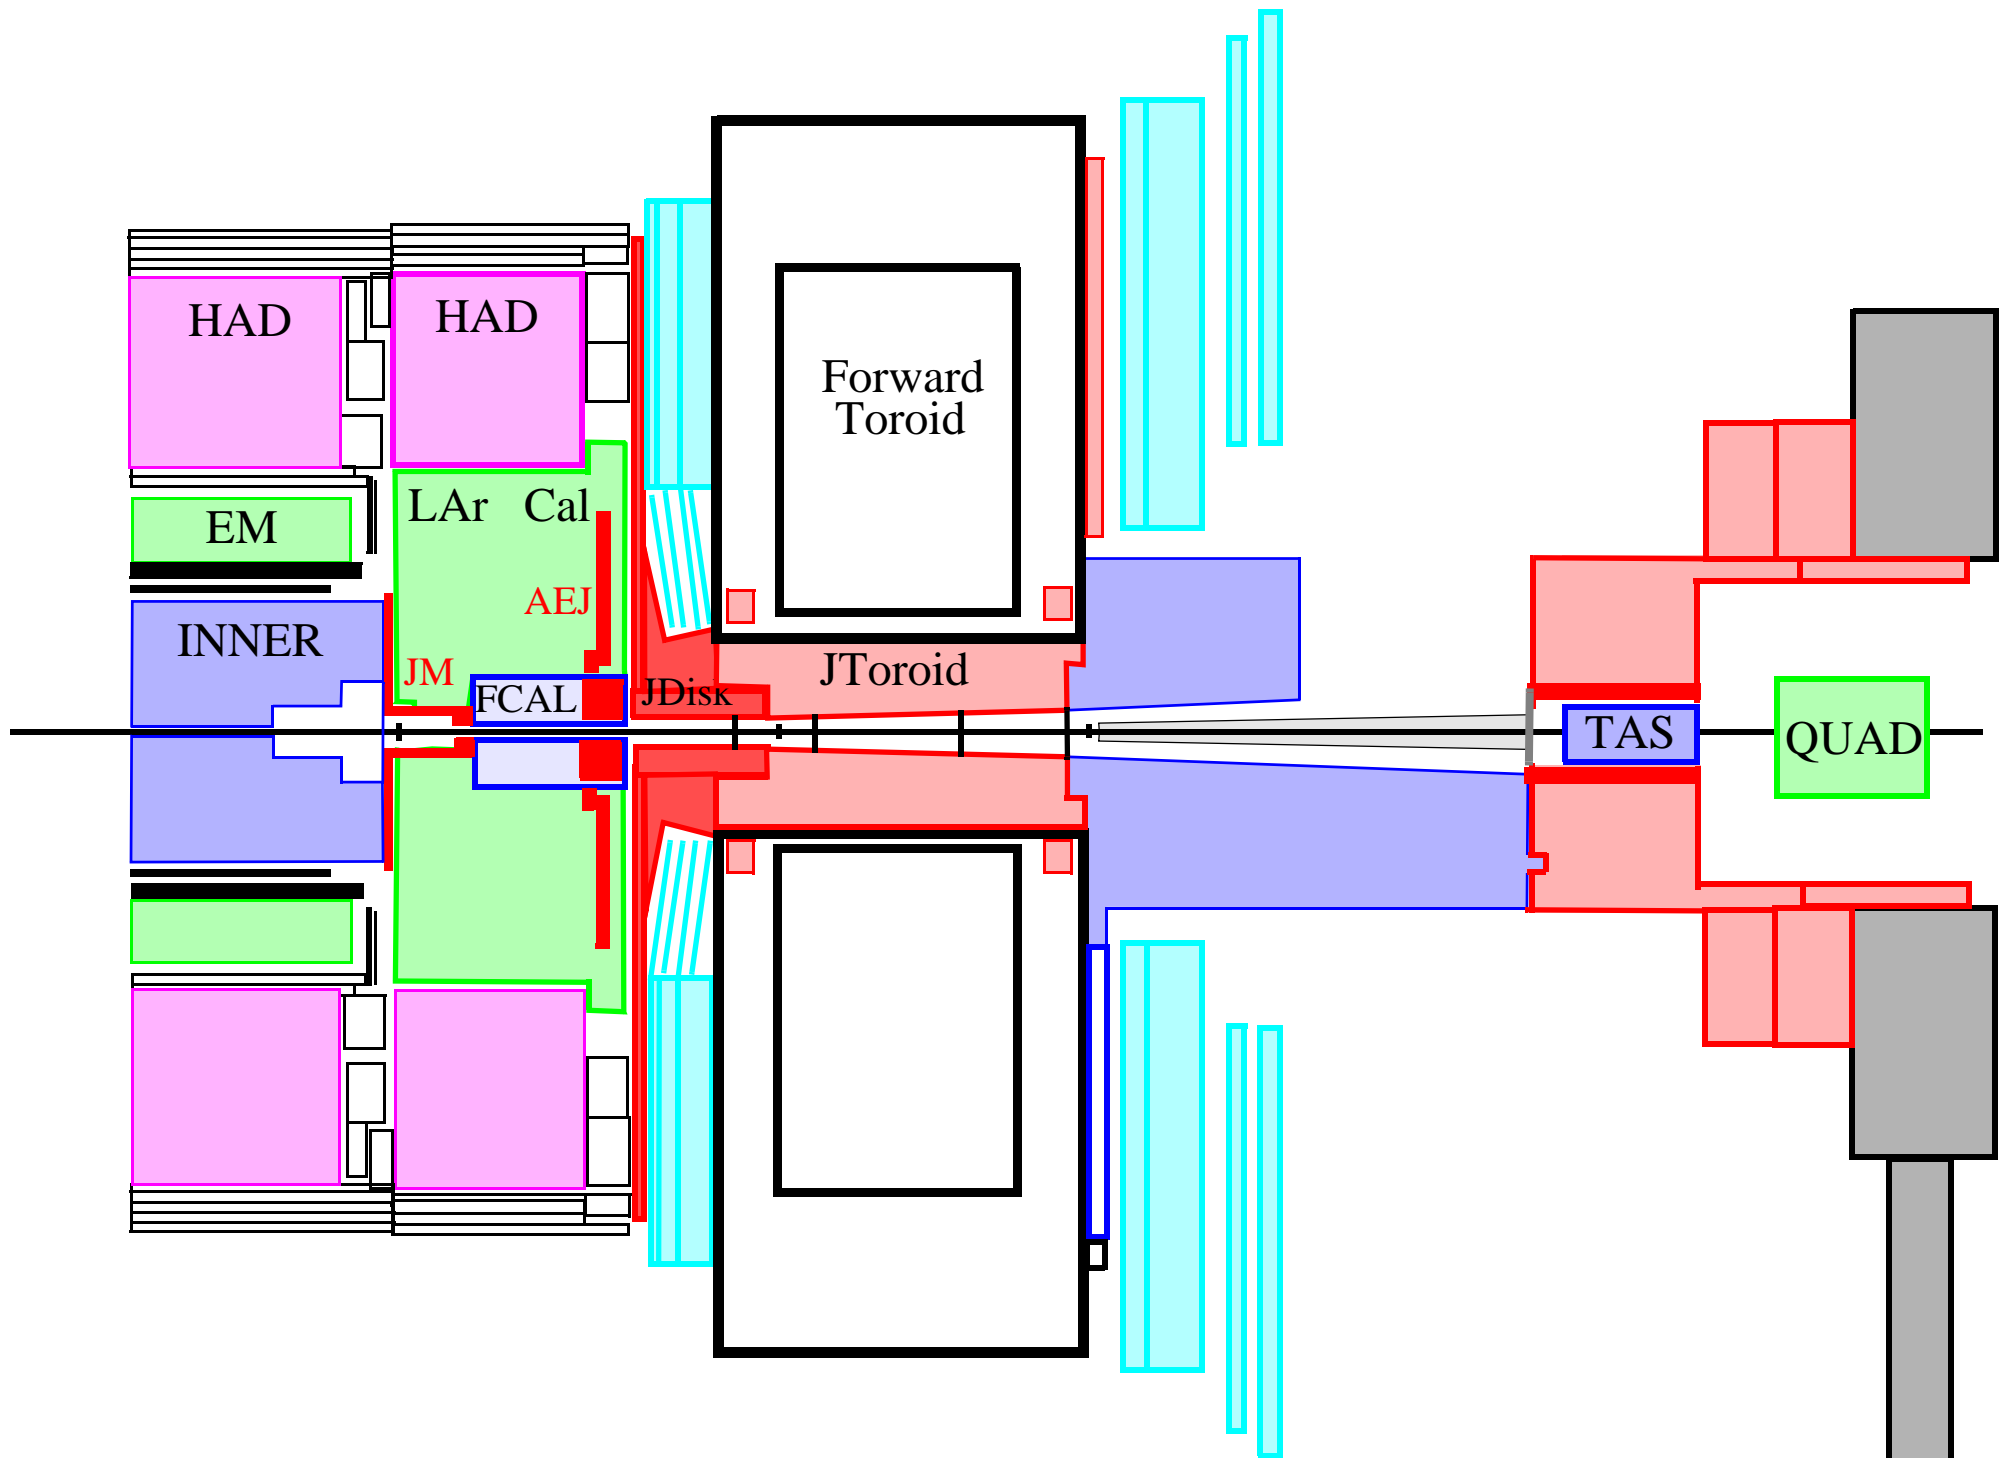 HAD HAD
Forward
Toroid
LAr Cal
EM
AEJ
INNER
JM JToroid
FCAL JDisk
TAS QUAD